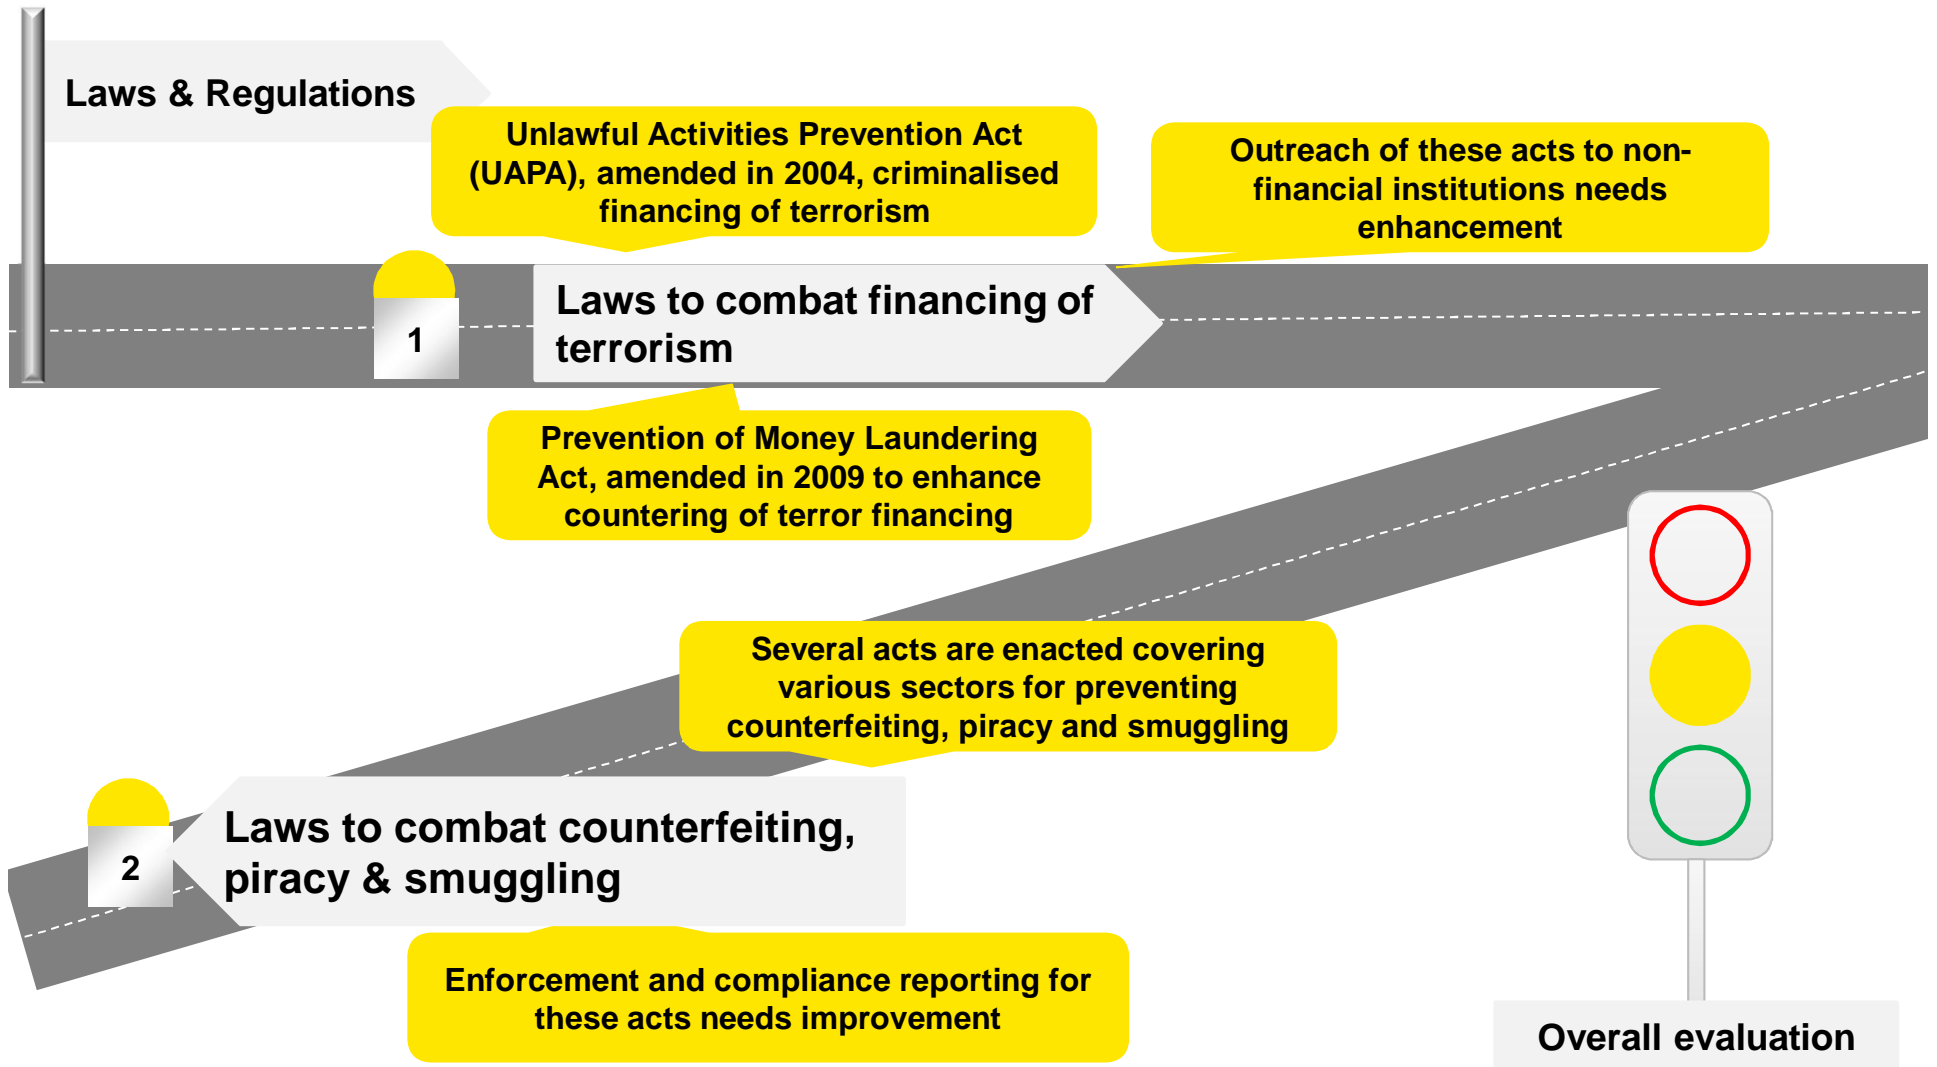 Laws & Regulations
Unlawful Activities Prevention Act
(UAPA), amended in 2004, criminalised
financing of terrorism
Outreach of these acts to non-
financial institutions needs
enhancement
1
Laws to combat financing of
terrorism
Prevention of Money Laundering
Act, amended in 2009 to enhance
countering of terror financing
Several acts are enacted covering
various sectors for preventing
counterfeiting, piracy and smuggling
2
Laws to combat counterfeiting,
piracy & smuggling
Enforcement and compliance reporting for
these acts needs improvement
Overall evaluation